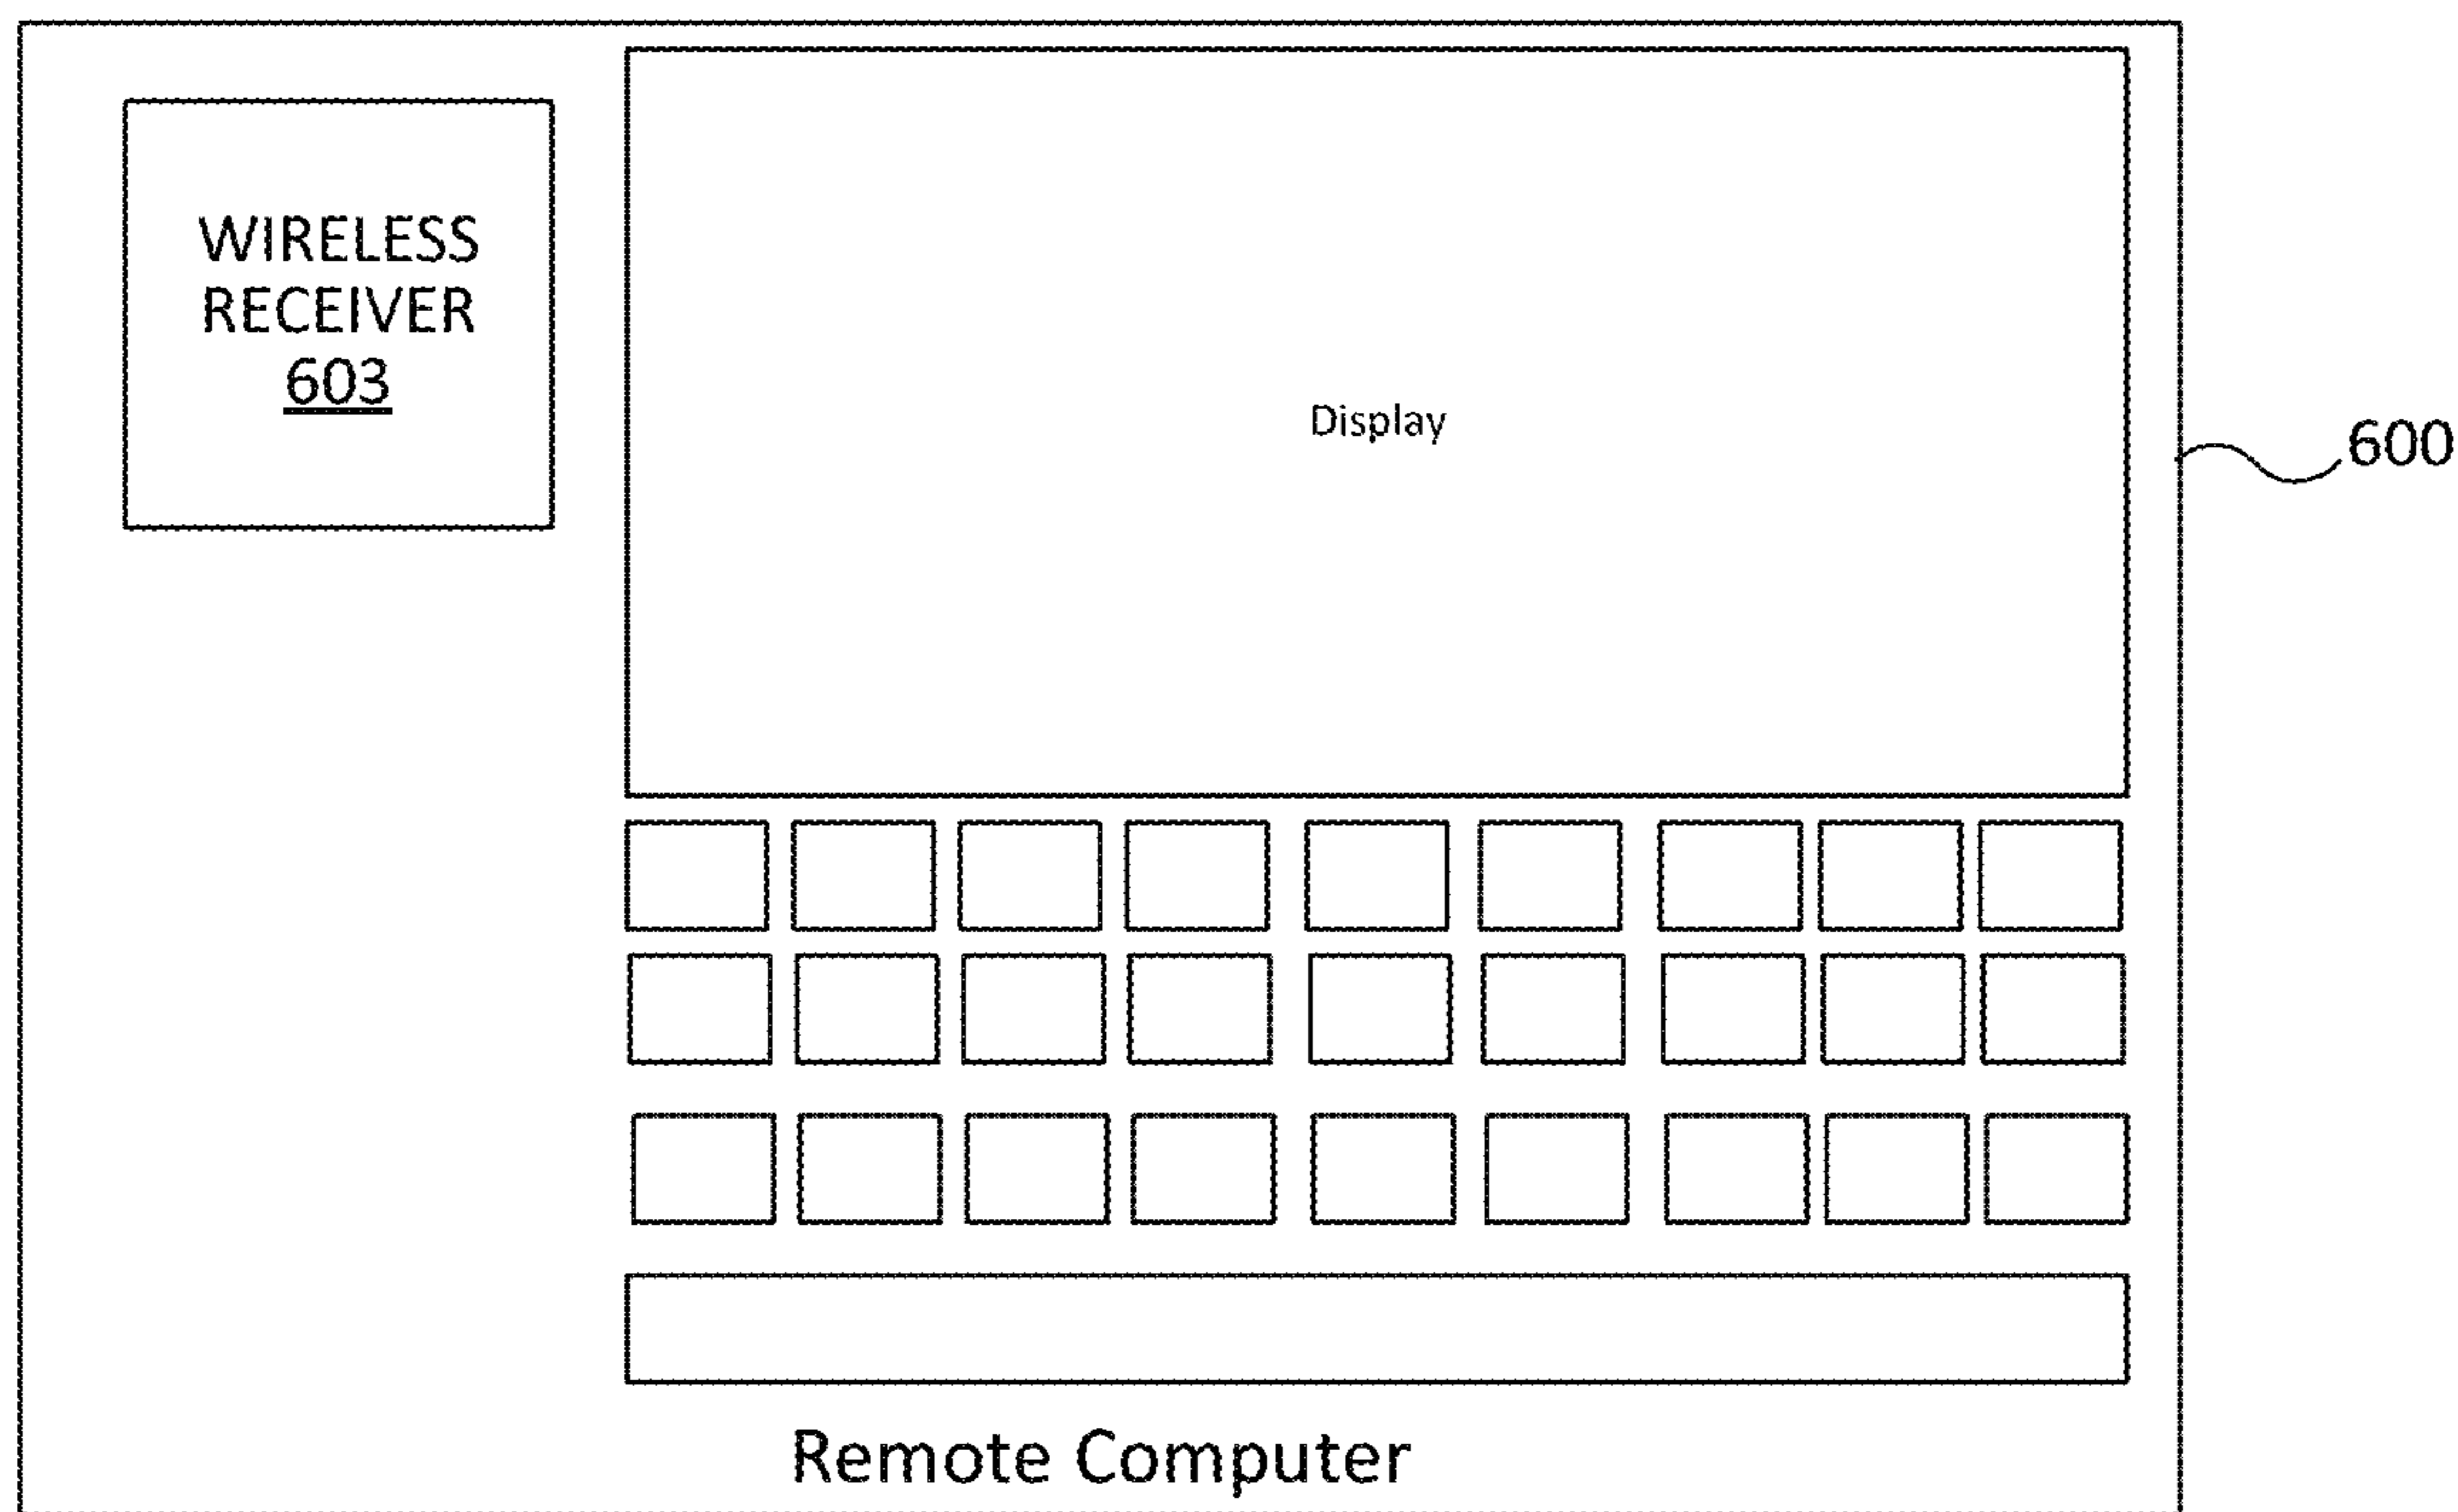 WIRELESS
RECEIVER
603
Display
600
Remote Computer